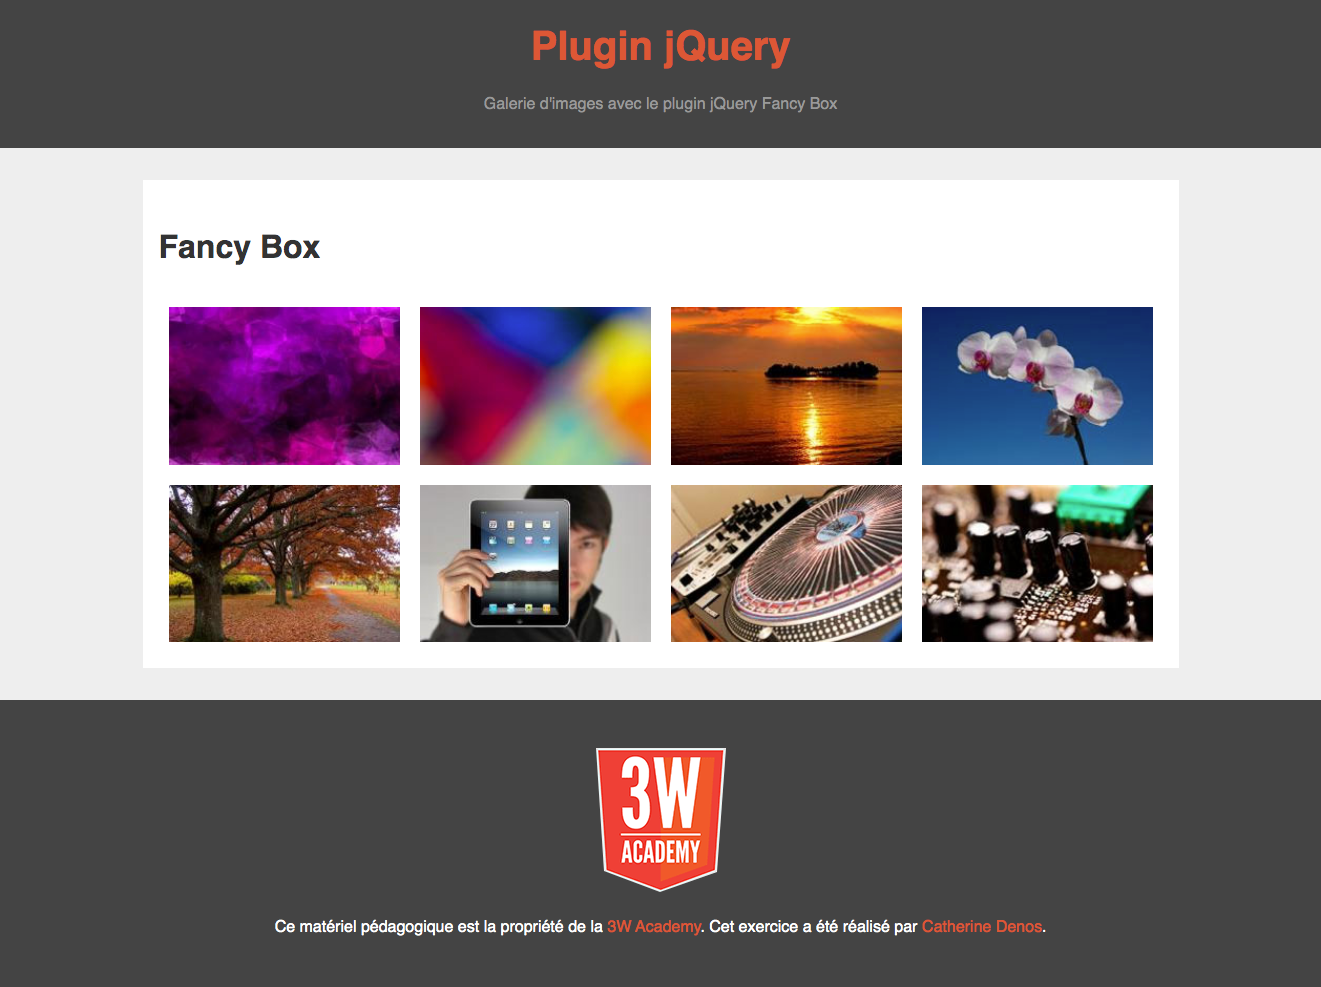 Plugin jQuery
Galerie d'images avec le plugin jQuery Fancy Box
Fancy Box
3W
ACADEMY
Ce matériel pédagogique est la propriété de la 3W Academy. Cet exercice a été réalisé par Catherine Denos.